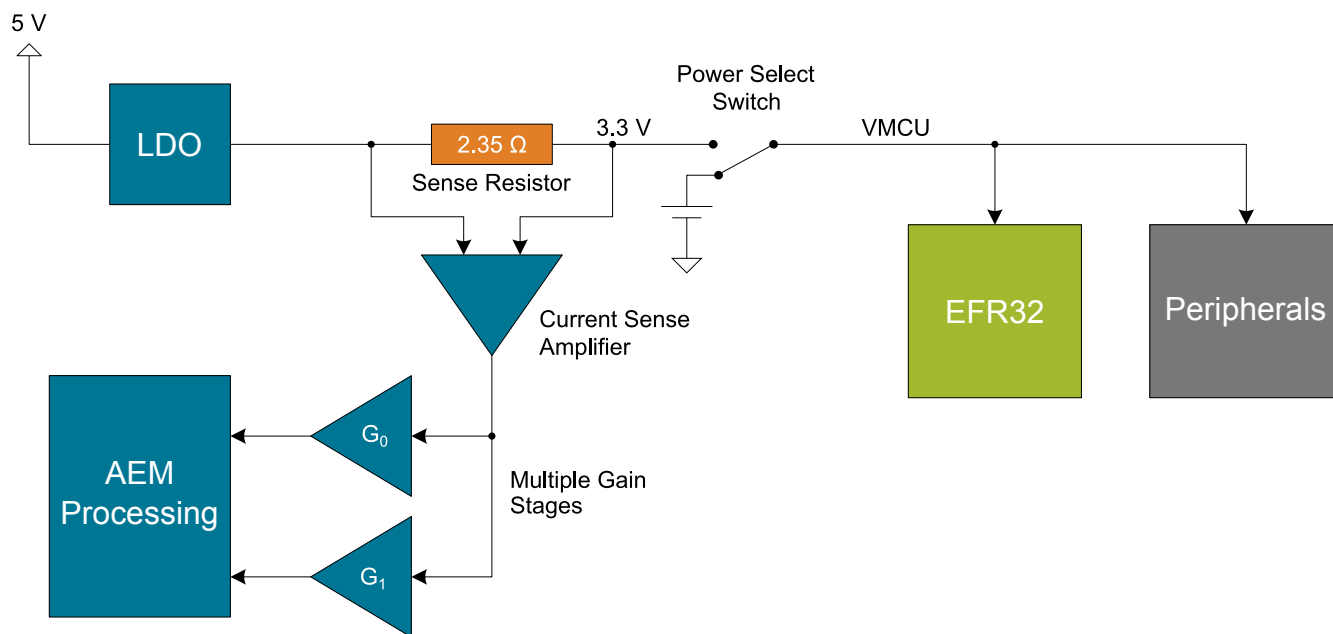 5 V
Power Select
Switch
LDO
2.35 Ω
3.3 V
VMCU
Sense Resistor
EFR32
Peripherals
Current Sense
Amplifier
AEM
Processing
G₀
Multiple Gain
Stages
G₁